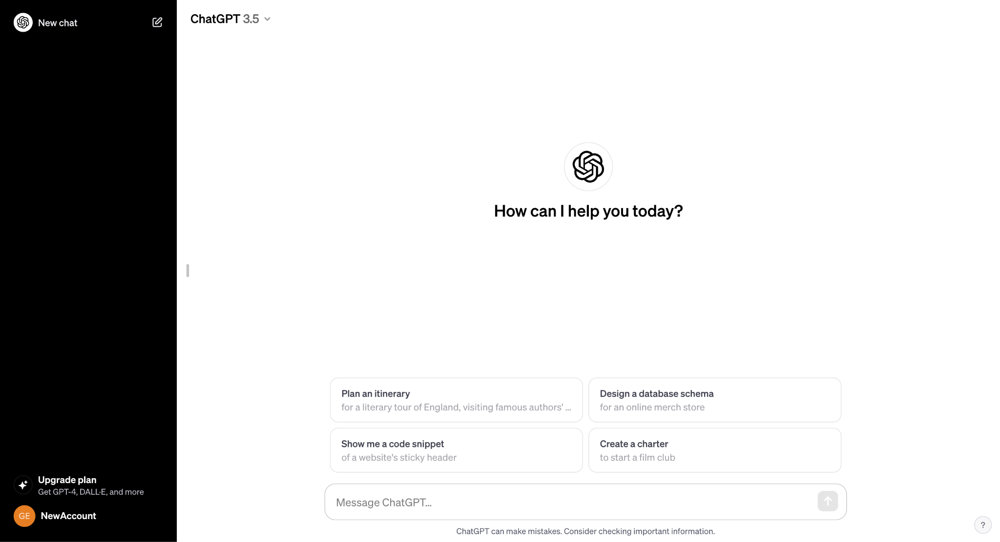 New chat
ChatGPT 3.5
How can I help you today?
Plan an itinerary
for a literary tour of England, visiting famous authors' ...
Design a database schema
for an online merch store
Show me a code snippet
of a website's sticky header
Create a charter
to start a film club
Upgrade plan
Get GPT-4, DALL·E, and more
GE NewAccount
Message ChatGPT...
ChatGPT can make mistakes. Consider checking important information.
?